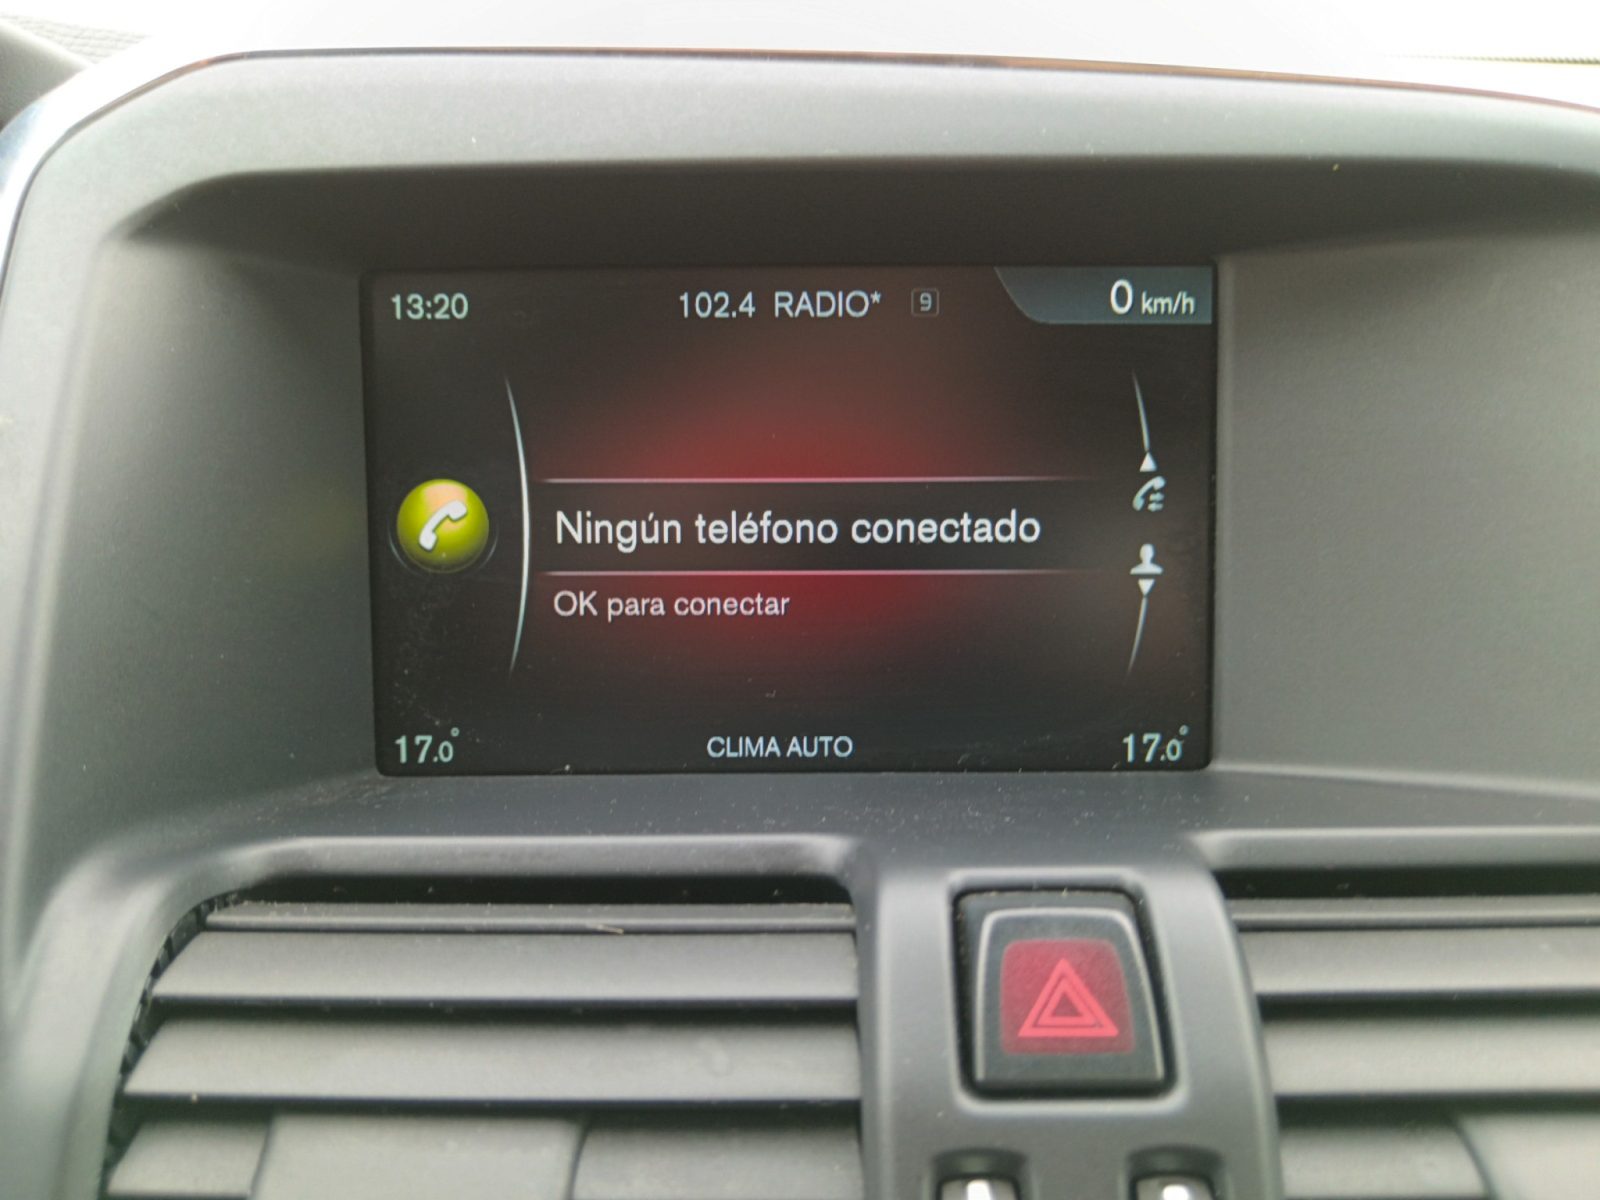 13:20 102.4 RADIO* 9 0 km/h
Ningún teléfono conectado
OK para conectar
17.0° CLIMA AUTO 17.0°